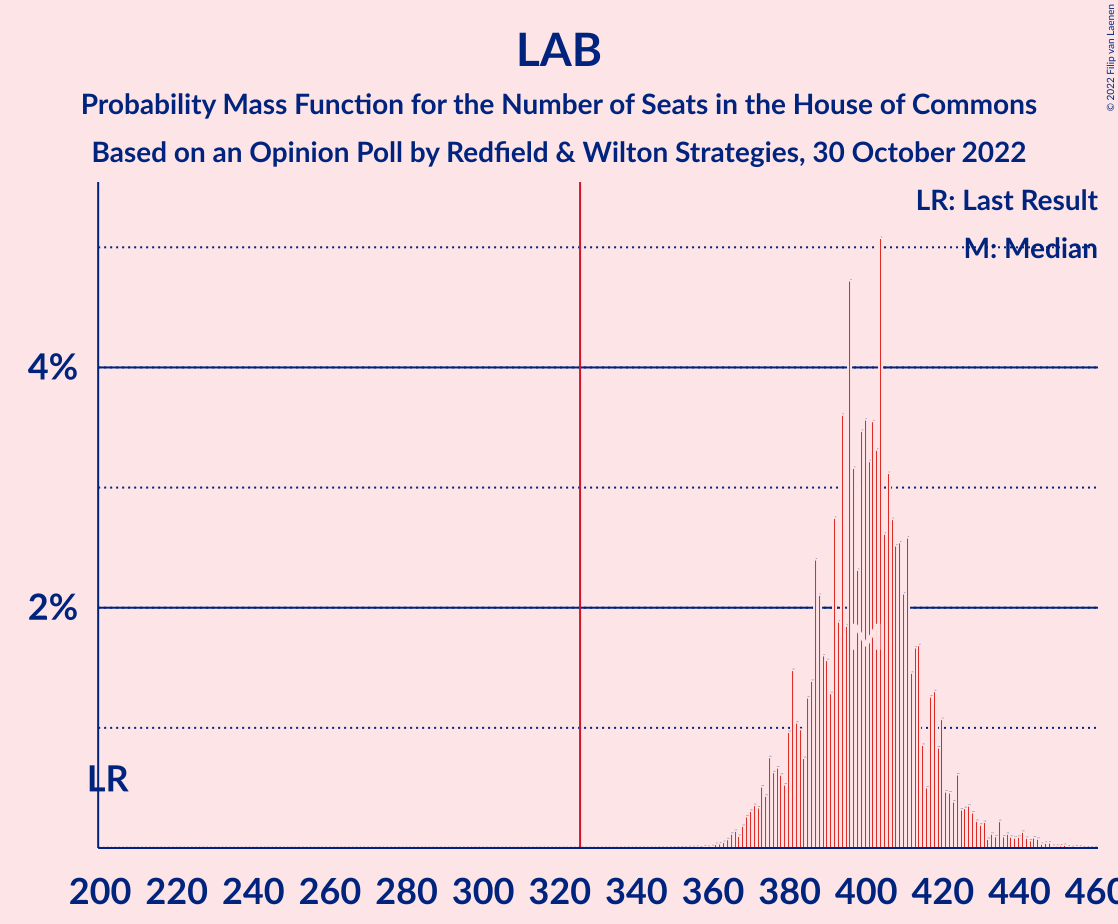 LAB
Probability Mass Function for the Number of Seats in the House of Commons
Based on an Opinion Poll by Redfield & Wilton Strategies, 30 October 2022
© 2022 Filip van Laenen
LR: Last Result
M: Median
4%
2%
LR
200 220 240 260 280 300 320 340 360 380 400 420 440 460